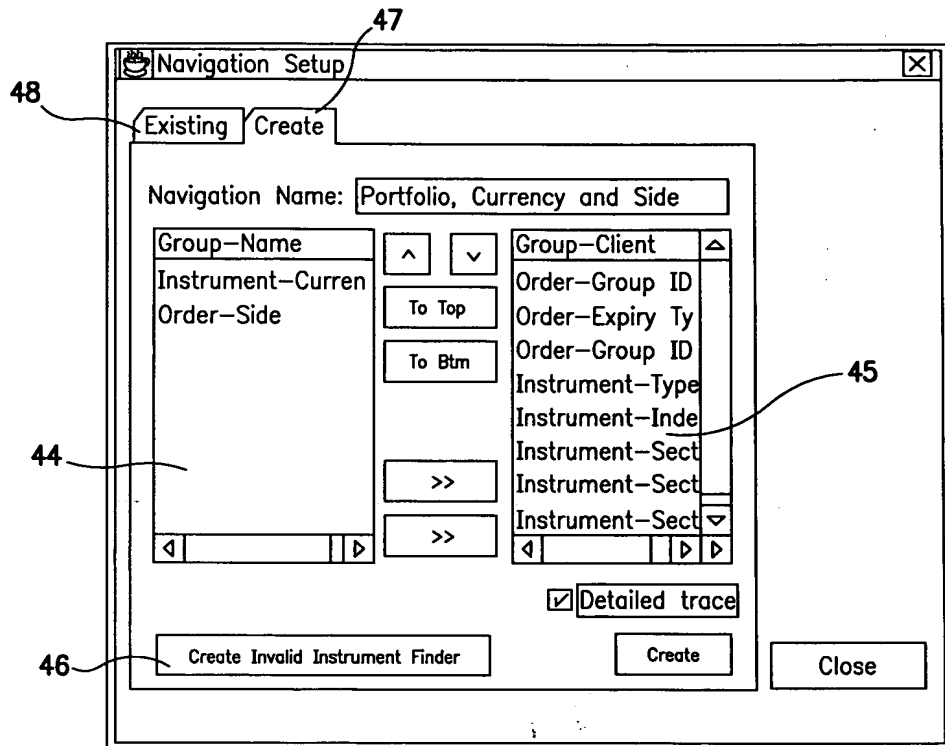 47
Navigation Setup
48
Existing
Create
Navigation Name:
Portfolio, Currency and Side
Group-Name
Instrument-Curren
Order-Side
^
v
To Top
To Btm
>>
>>
Group-Client
Order-Group ID
Order-Expiry Ty
Order-Group ID
Instrument-Type
Instrument-Inde
Instrument-Sect
Instrument-Sect
Instrument-Sect
45
44
Detailed trace
46
Create Invalid Instrument Finder
Create
Close